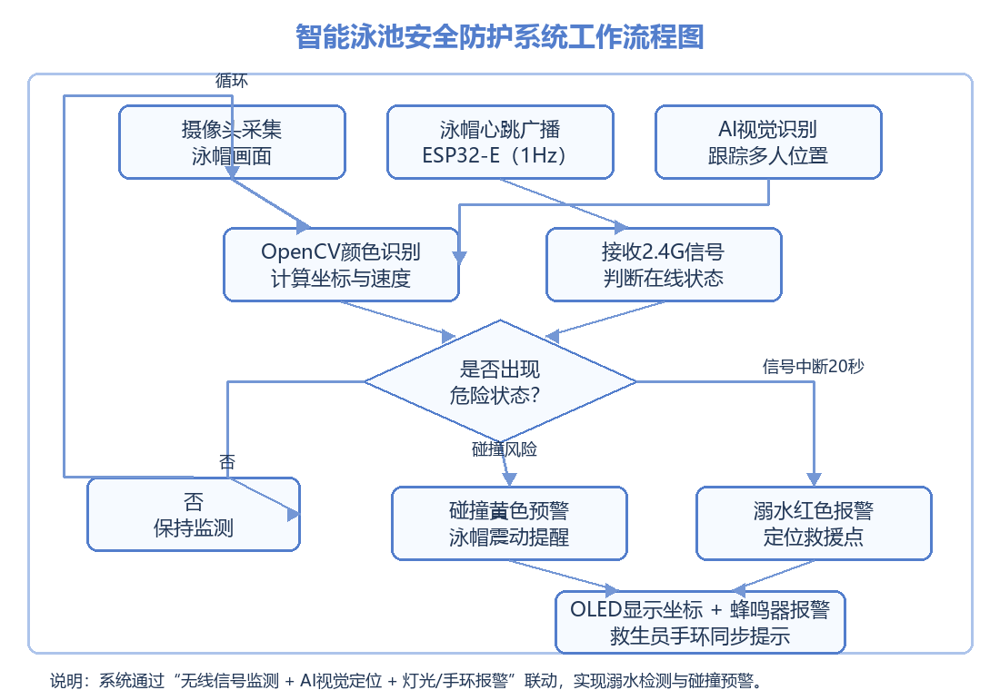 智能泳池安全防护系统工作流程图
循环
摄像头采集
泳帽画面
泳帽心跳广播
ESP32-E（1Hz）
AI视觉识别
跟踪多人位置
OpenCV颜色识别
计算坐标与速度
接收2.4G信号
判断在线状态
是否出现
危险状态?
信号中断20秒
碰撞风险
否
否
保持监测
碰撞黄色预警
泳帽震动提醒
溺水红色报警
定位救援点
OLED显示坐标 + 蜂鸣器报警
救生员手环同步提示
说明：系统通过“无线信号监测 + AI视觉定位 + 灯光/手环报警”联动，实现溺水检测与碰撞预警。